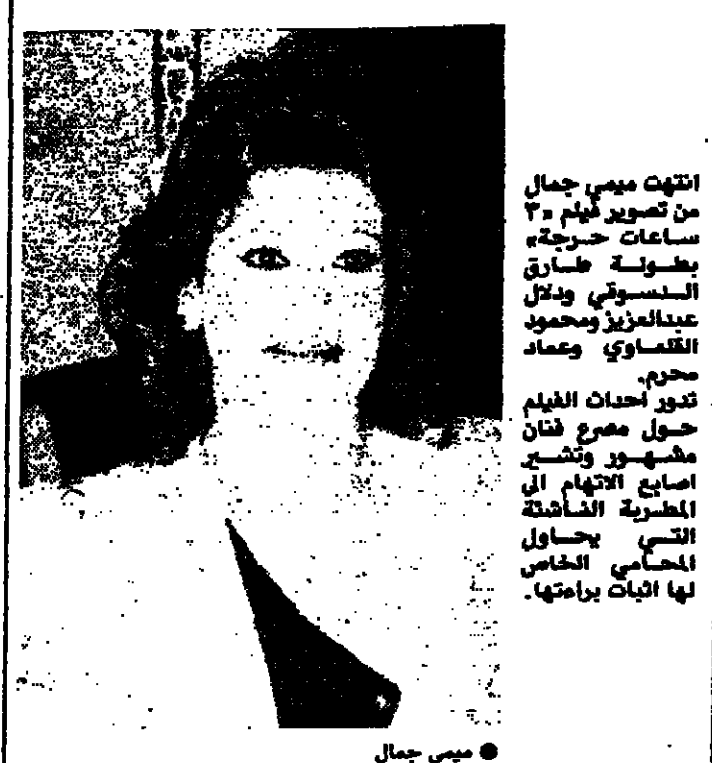 انتهت ميمي جمال
من تصوير فيلم «٣
ساعات حرجة»
بطولة طارق
الدسوقي ودلال
عبدالعزيز ومحمود
القلعاوي وعماد
محرم.
تدور احداث الفيلم
حول مصرع فنان
مشهور وتشير
اصابع الاتهام الى
المطربة الناشئة
التي يحاول
المحامي الخاص
لها اثبات براءتها.
● ميمي جمال